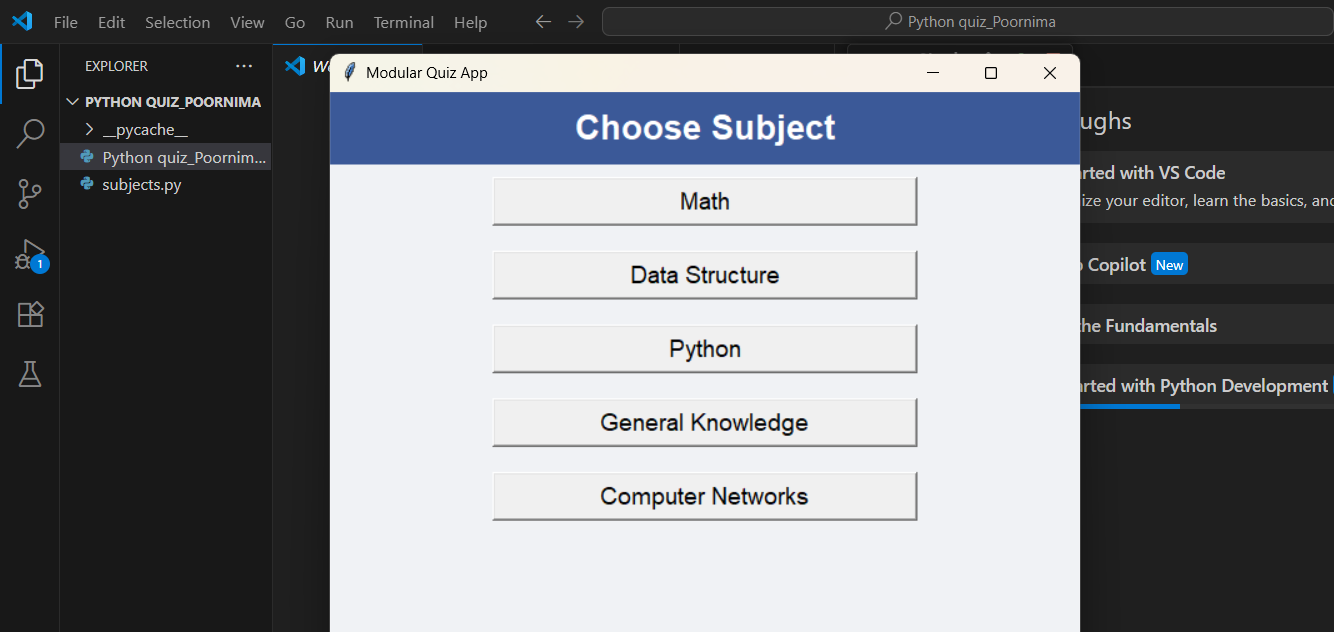 File Edit Selection View Go Run Terminal Help
Python quiz_Poornima
EXPLORER
PYTHON QUIZ_POORNIMA
__pycache__
Python quiz_Poornim...
subjects.py
1
Modular Quiz App
Choose Subject
Math
Data Structure
Python
General Knowledge
Computer Networks
ughs
arted with VS Code
ize your editor, learn the basics, and
Copilot New
the Fundamentals
arted with Python Development